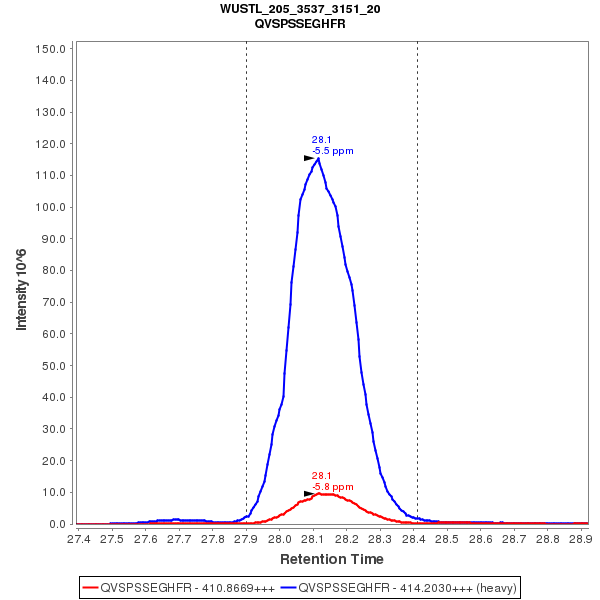 WUSTL_205_3537_3151_20
QVSPSSEGHFR
Intensity 10^6
150.0
140.0
130.0
120.0
110.0
100.0
90.0
80.0
70.0
60.0
50.0
40.0
30.0
20.0
10.0
0.0
28.1
-5.5 ppm
28.1
-5.8 ppm
27.4 27.5 27.6 27.7 27.8 27.9 28.0 28.1 28.2 28.3 28.4 28.5 28.6 28.7 28.8 28.9
Retention Time
QVSPSSEGHFR - 410.8669+++ QVSPSSEGHFR - 414.2030+++ (heavy)